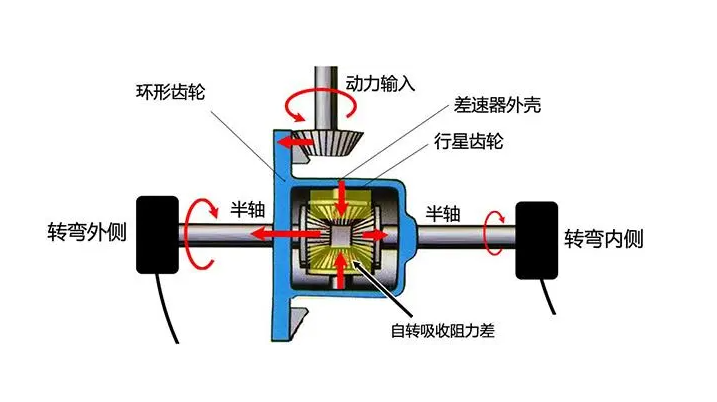 动力输入
环形齿轮
差速器外壳
行星齿轮
半轴
半轴
转弯外侧
转弯内侧
自转吸收阻力差